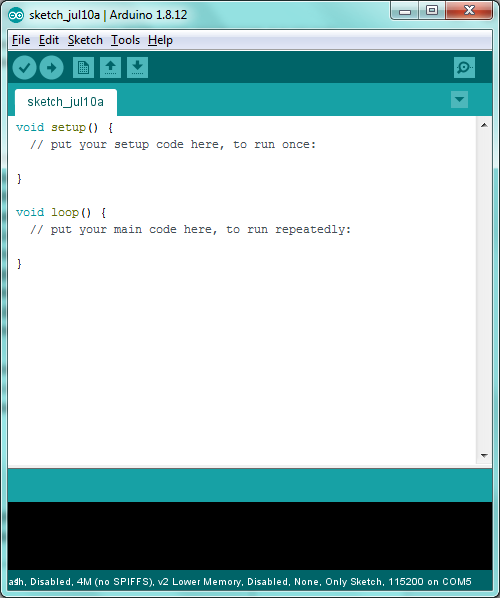 sketch_jul10a | Arduino 1.8.12
File Edit Sketch Tools Help
sketch_jul10a
void setup() {
  // put your setup code here, to run once:
}
void loop() {
  // put your main code here, to run repeatedly:
}
Disabled, 4M (no SPIFFS), v2 Lower Memory, Disabled, None, Only Sketch, 115200 on COM5